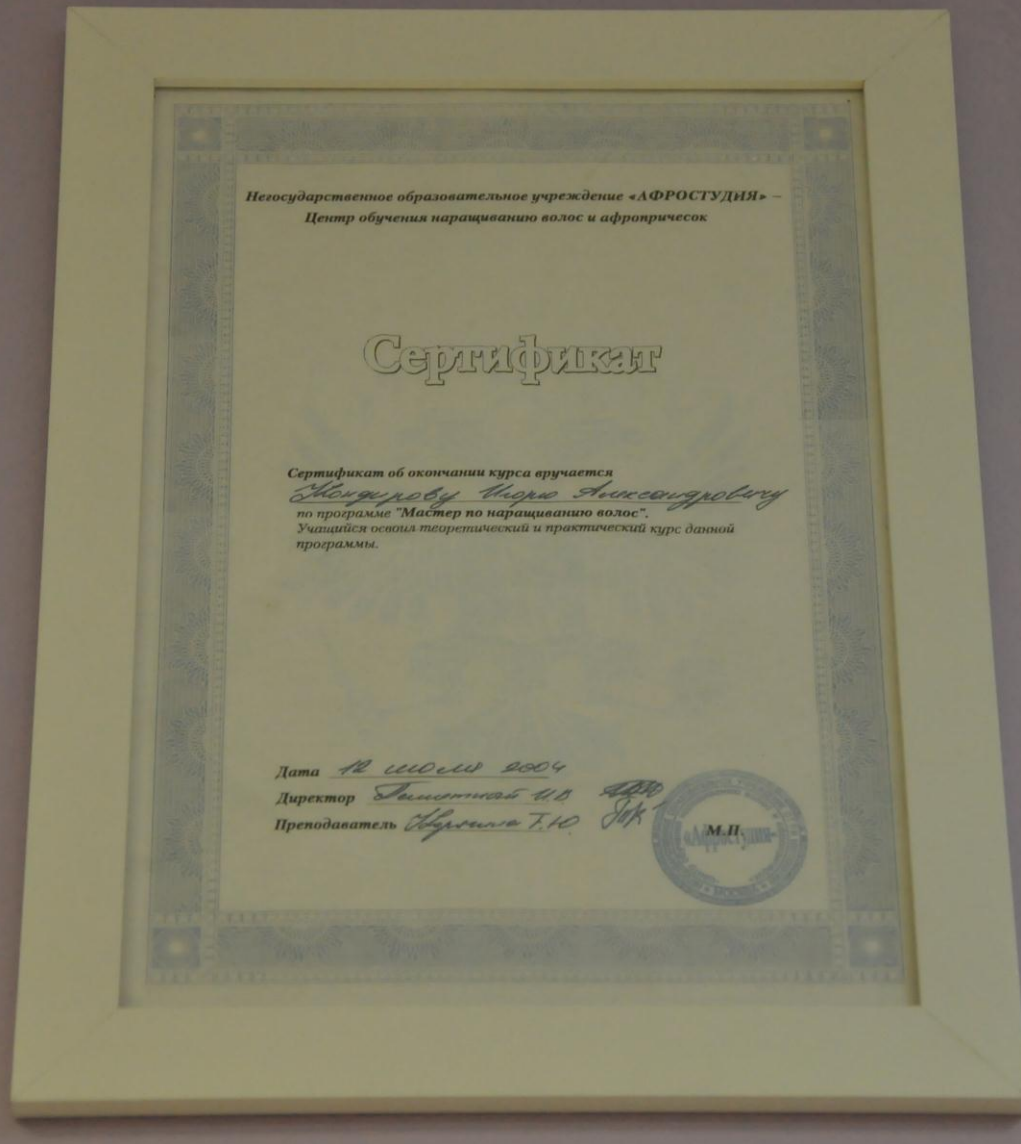 Негосударственное образовательное учреждение «АФРОСТУДИЯ» –
Центр обучения наращиванию волос и афропричесок
Сертификат
Сертификат об окончании курса вручается
Игорю Александровичу
по программе "Мастер по наращиванию волос".
Учащийся освоил теоретический и практический курс данной
программы.
Дата 12 июля 2004
Директор И.В
Преподаватель Т.Ю
М.П.
«Афростудия»